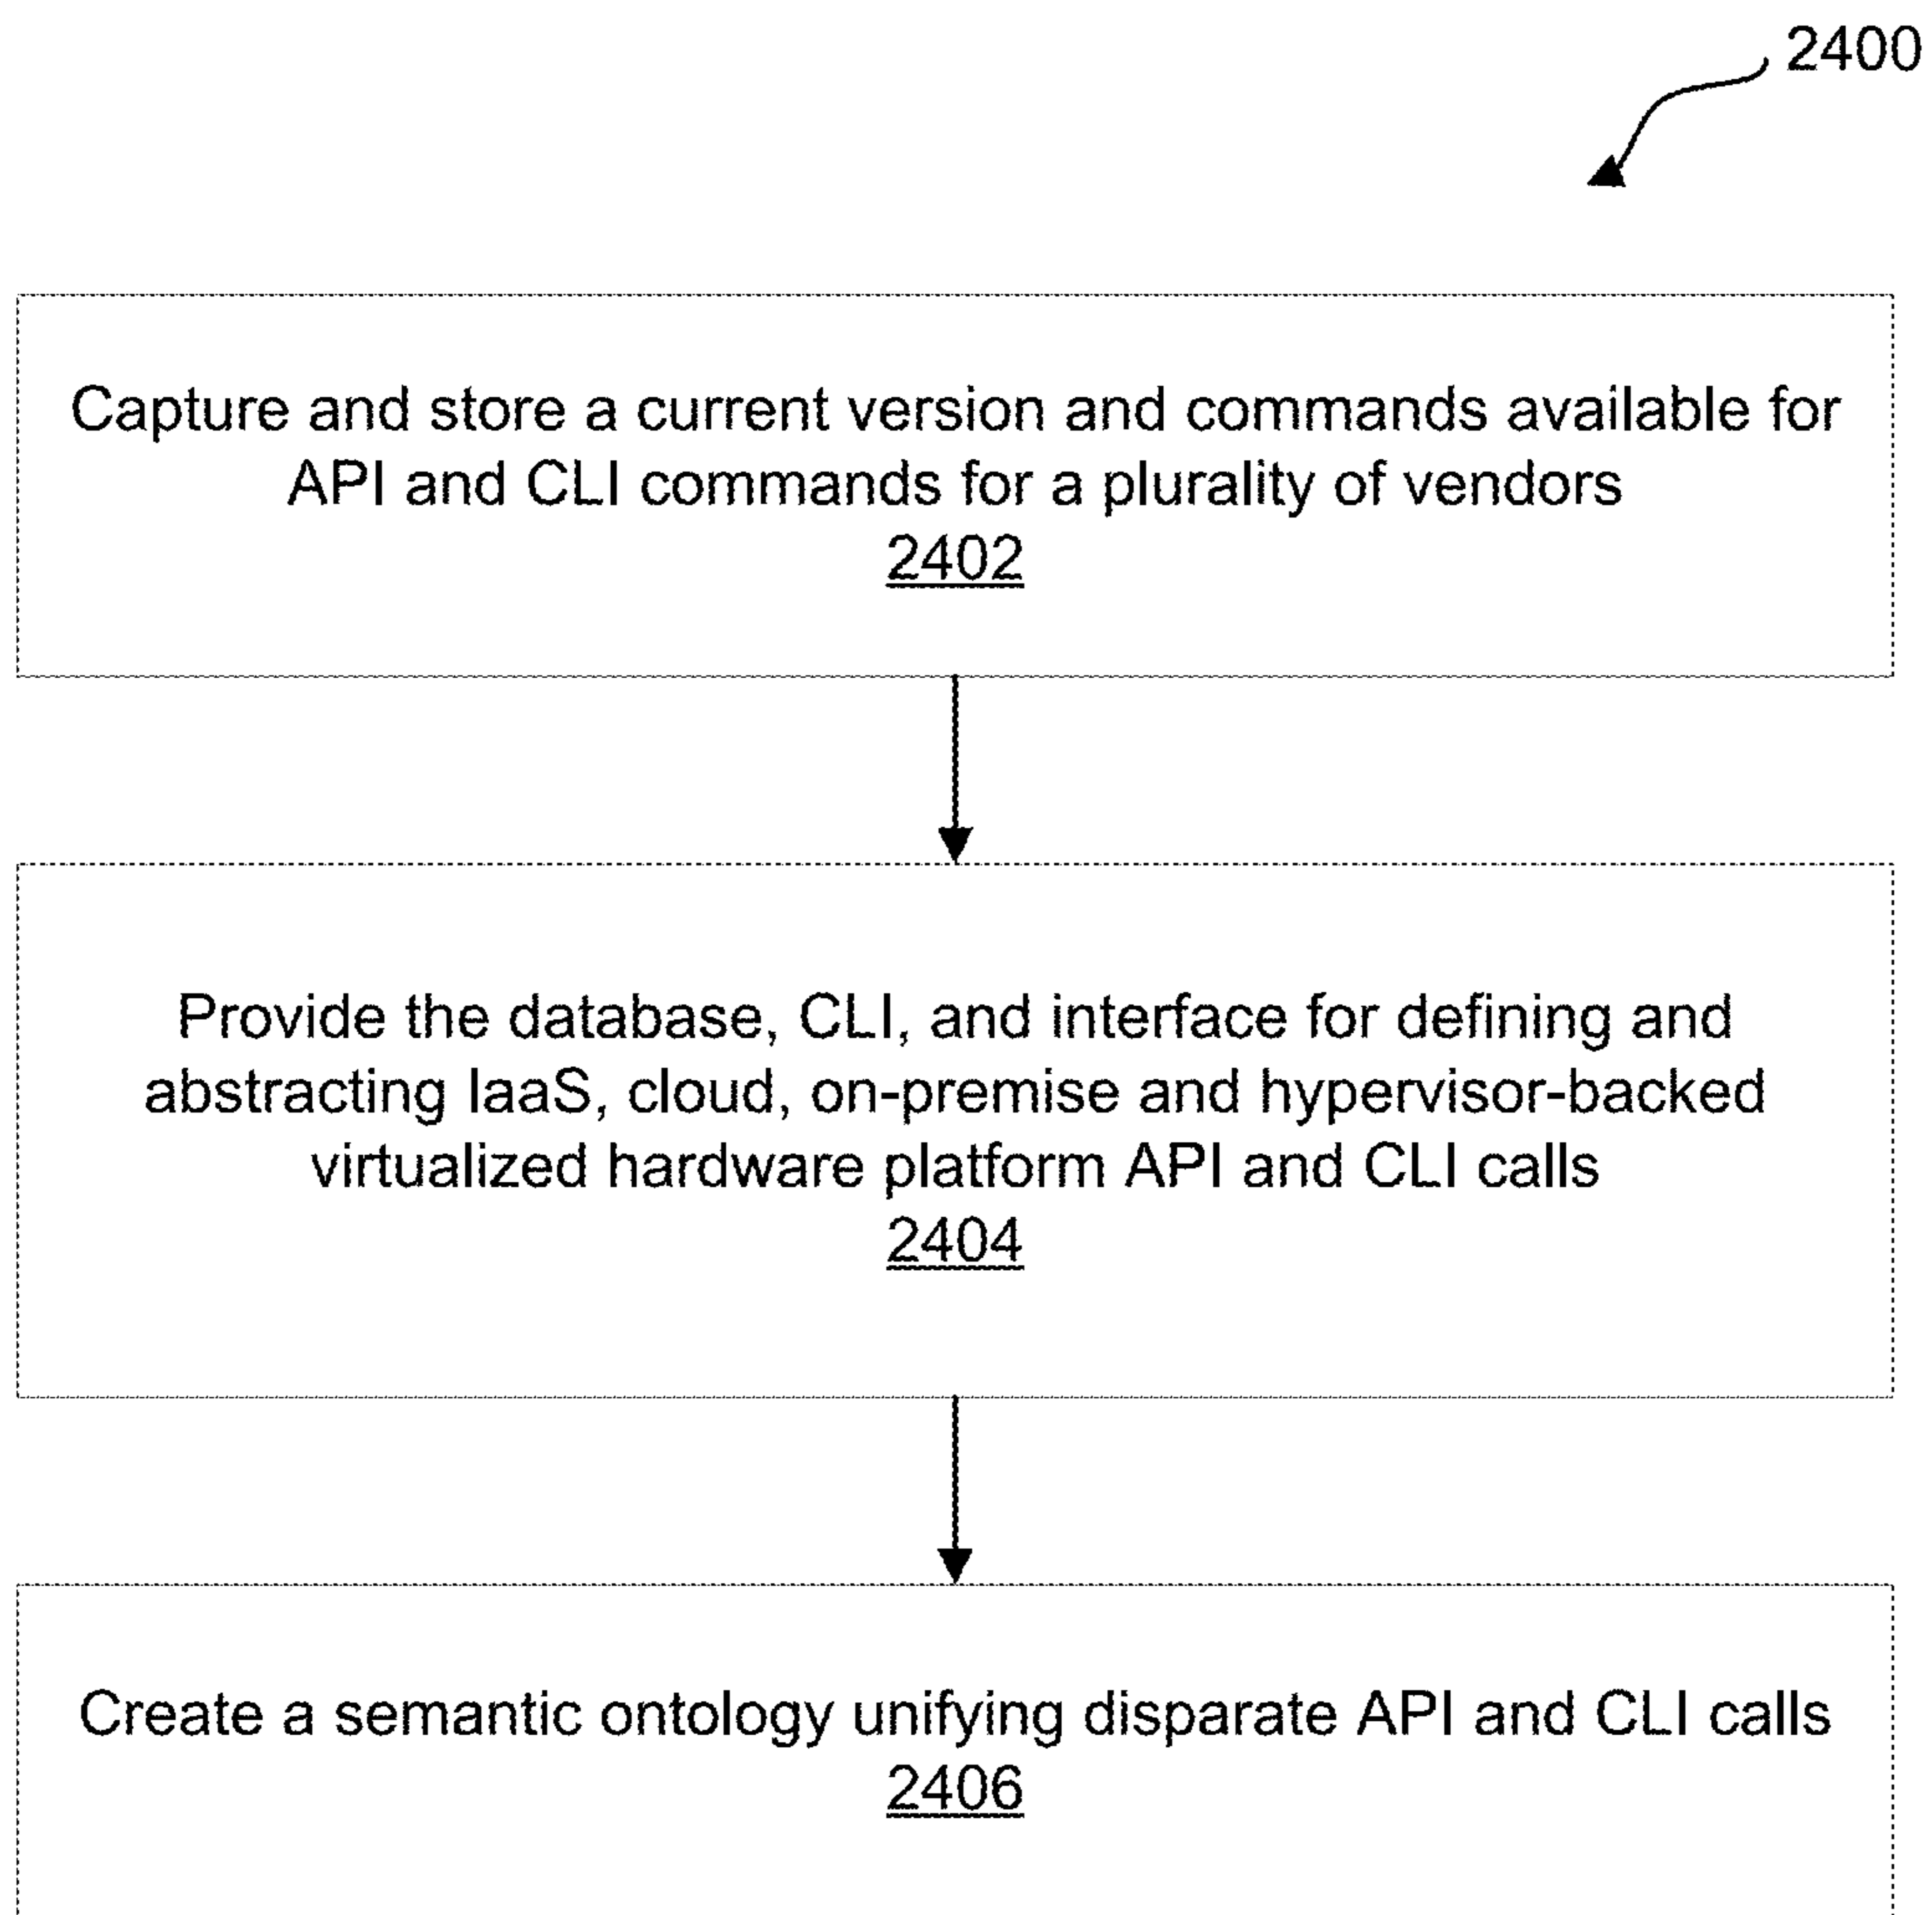 2400
Capture and store a current version and commands available for
API and CLI commands for a plurality of vendors
2402
Provide the database, CLI, and interface for defining and
abstracting IaaS, cloud, on-premise and hypervisor-backed
virtualized hardware platform API and CLI calls
2404
Create a semantic ontology unifying disparate API and CLI calls
2406